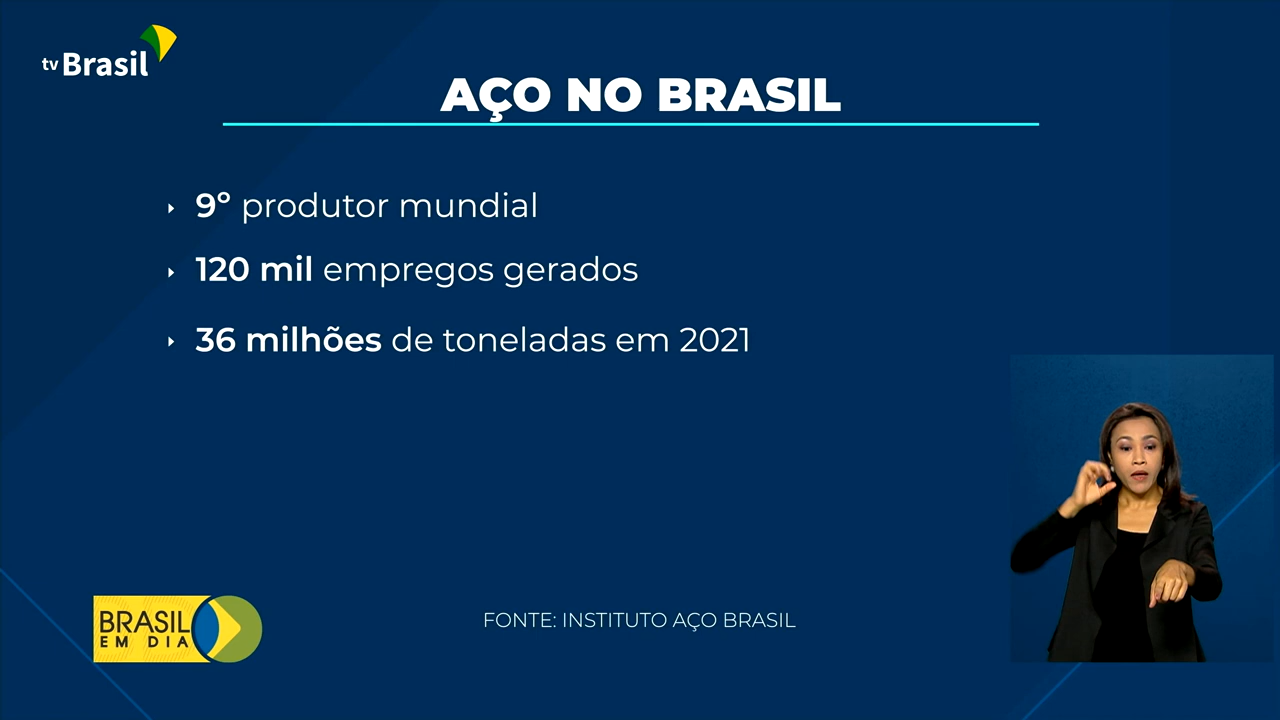 tv Brasil
AÇO NO BRASIL
9º produtor mundial
120 mil empregos gerados
36 milhões de toneladas em 2021
BRASIL
EM DIA
FONTE: INSTITUTO AÇO BRASIL